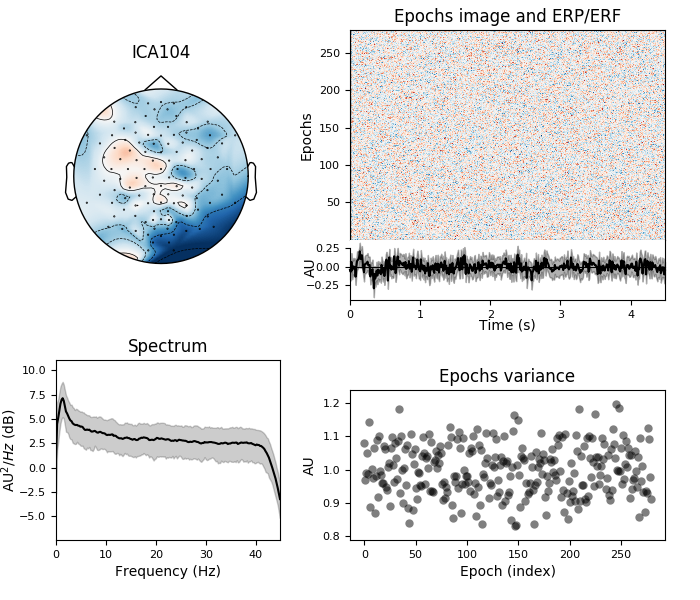 ICA104
Epochs image and ERP/ERF
Epochs
250
200
150
100
50
AU
0.25
0.00
−0.25
0 1 2 3 4
Time (s)
Spectrum
AU²/Hz (dB)
10.0
7.5
5.0
2.5
0.0
−2.5
−5.0
0 10 20 30 40
Frequency (Hz)
Epochs variance
AU
1.2
1.1
1.0
0.9
0.8
0 50 100 150 200 250
Epoch (index)